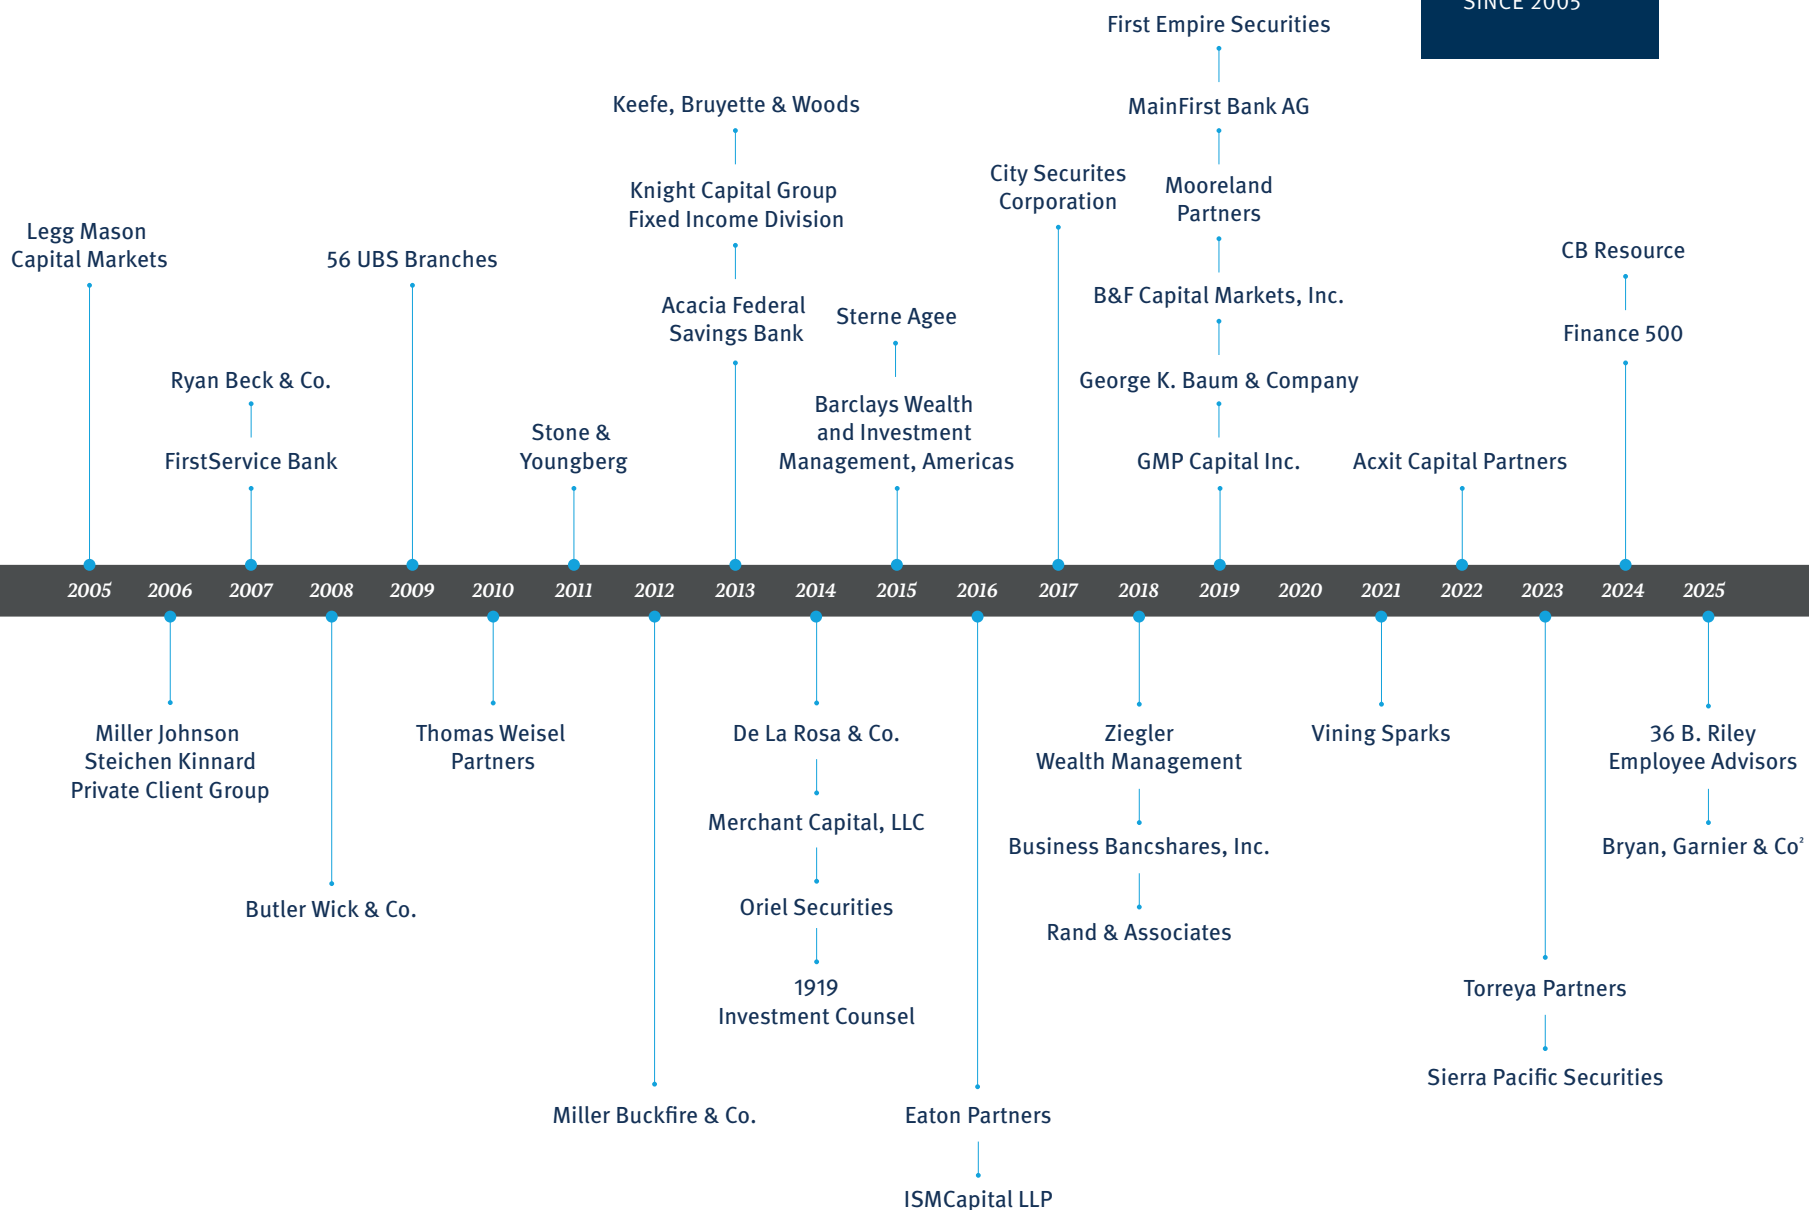 SINCE 2005
First Empire Securities
Keefe, Bruyette & Woods
MainFirst Bank AG
Knight Capital Group
Fixed Income Division
City Securites
Corporation
Mooreland
Partners
Legg Mason
Capital Markets
56 UBS Branches
Acacia Federal
Savings Bank
Sterne Agee
B&F Capital Markets, Inc.
CB Resource
Finance 500
Ryan Beck & Co.
FirstService Bank
Stone &
Youngberg
Barclays Wealth
and Investment
Management, Americas
George K. Baum & Company
GMP Capital Inc.
Acxit Capital Partners
2005 2006 2007 2008 2009 2010 2011 2012 2013 2014 2015 2016 2017 2018 2019 2020 2021 2022 2023 2024 2025
Miller Johnson
Steichen Kinnard
Private Client Group
Butler Wick & Co.
Thomas Weisel
Partners
Miller Buckfire & Co.
De La Rosa & Co.
Merchant Capital, LLC
Oriel Securities
1919
Investment Counsel
Eaton Partners
ISMCapital LLP
Ziegler
Wealth Management
Business Bancshares, Inc.
Rand & Associates
Vining Sparks
Torreya Partners
Sierra Pacific Securities
36 B. Riley
Employee Advisors
Bryan, Garnier & Co²